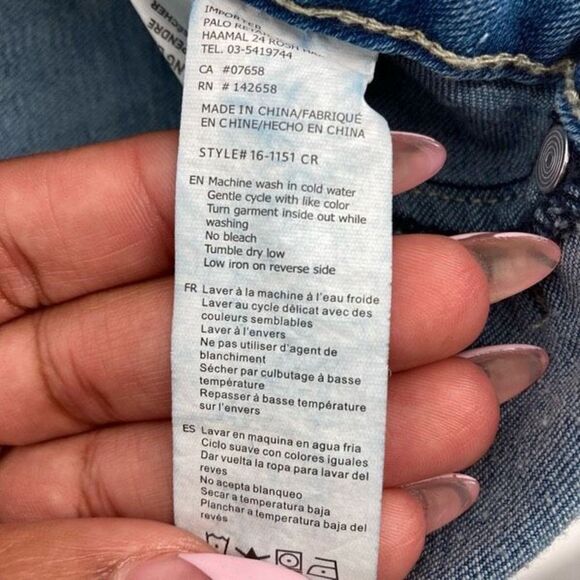 IMPORTER
PALO
HAAMAL 24 ROSH
TEL. 03-5419744
CA #07658
RN # 142658
MADE IN CHINA/FABRIQUÉ
EN CHINE/HECHO EN CHINA
STYLE# 16-1151 CR
EN Machine wash in cold water
Gentle cycle with like color
Turn garment inside out while
washing
No bleach
Tumble dry low
Low iron on reverse side
FR Laver à la machine à l'eau froide
Laver au cycle délicat avec des
couleurs semblables
Laver à l'envers
Ne pas utiliser d'agent de
blanchiment
Sécher par culbutage à basse
température
Repasser à basse température
sur l'envers
ES Lavar en maquina en agua fria
Ciclo suave con colores iguales
Dar vuelta la ropa para lavar del
reves
No acepta blanqueo
Secar a temperatura baja
Planchar a temperatura baja del
revés